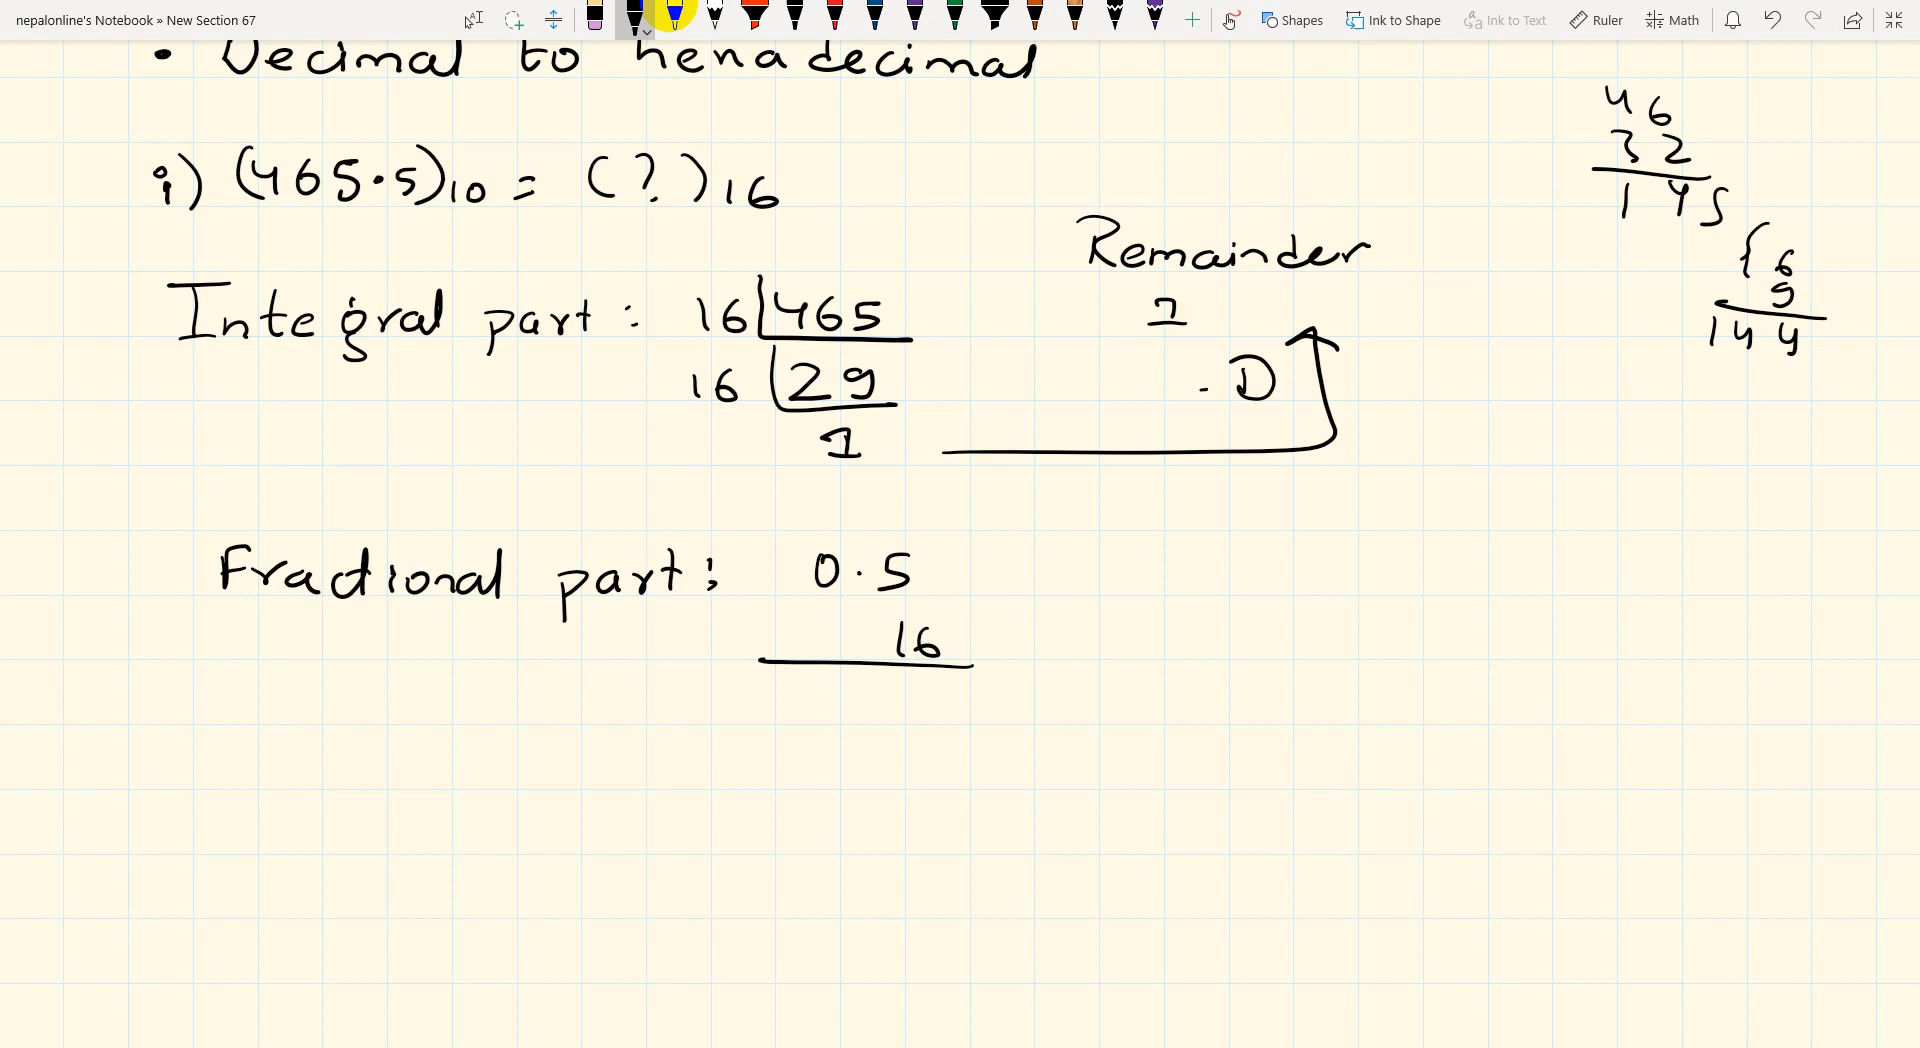 nepalonline's Notebook » New Section 67
Shapes
Ink to Shape
Ink to Text
Ruler
Math
• Decimal to henadecimal
i) (465.5)10 = (?)16
Remainder
Integral part: 16 465 1
16 29 - D
1
Fractional part: 0.5
16
46
32
145
16
9
144